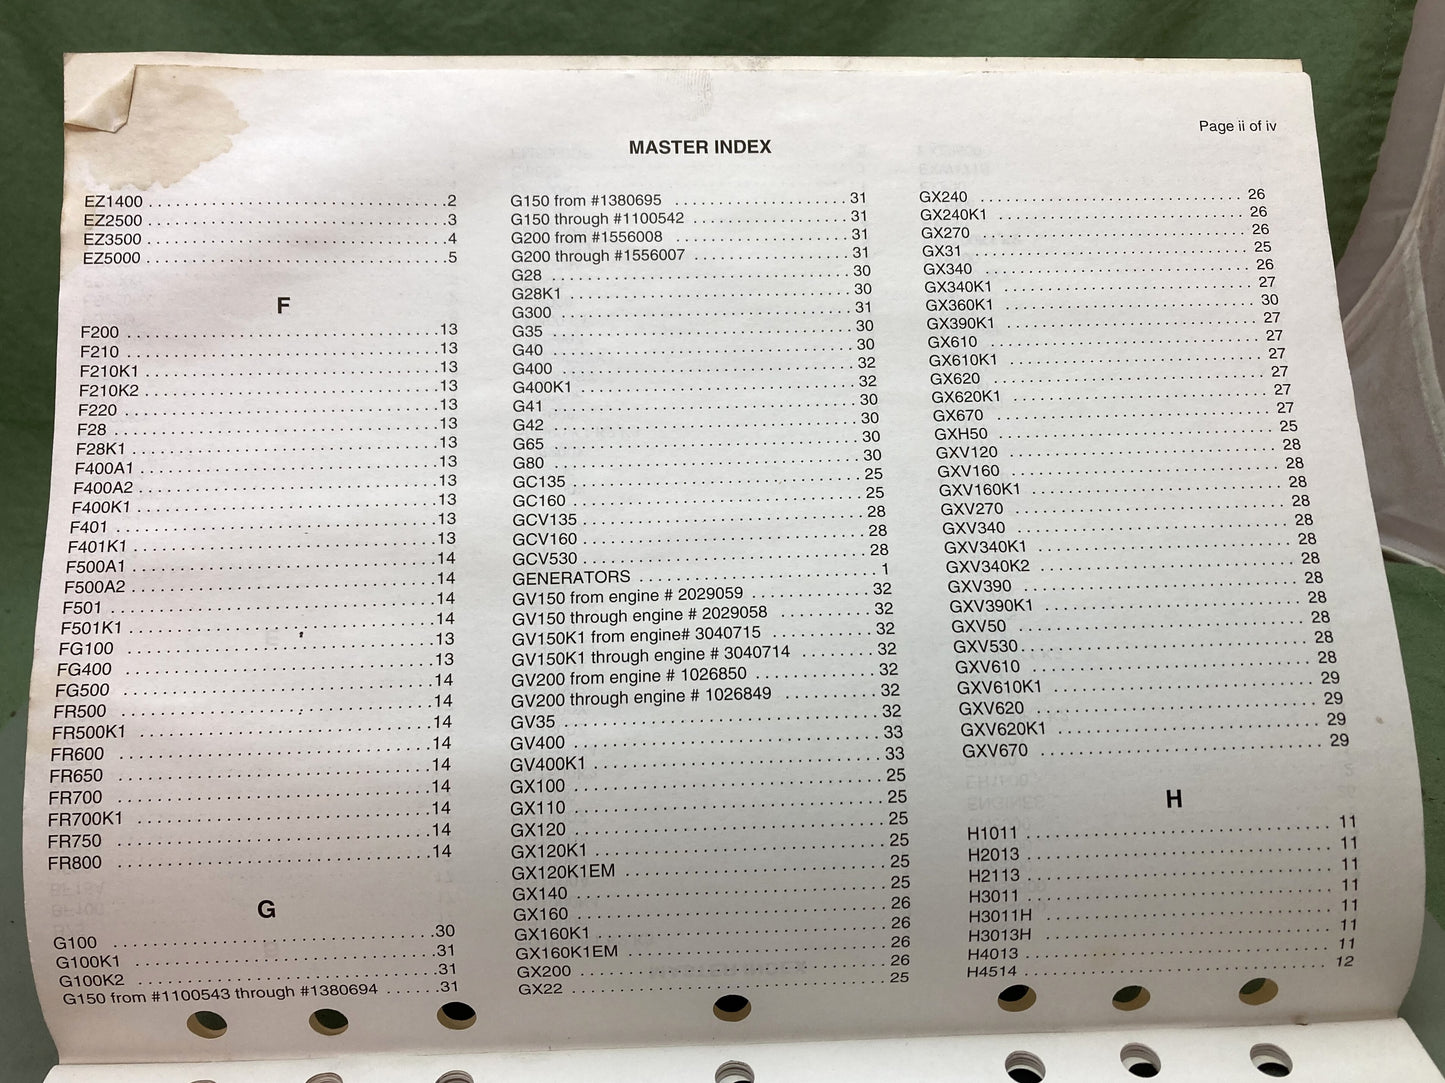 Page ii of iv
MASTER INDEX
EZ1400 . . . . . 2
EZ2500 . . . . . 3
EZ3500 . . . . . 4
EZ5000 . . . . . 5
F
F200 . . . . . 13
F210 . . . . . 13
F210K1 . . . . . 13
F210K2 . . . . . 13
F220 . . . . . 13
F28 . . . . . 13
F28K1 . . . . . 13
F400A1 . . . . . 13
F400A2 . . . . . 13
F400K1 . . . . . 13
F401 . . . . . 13
F401K1 . . . . . 13
F500A1 . . . . . 14
F500A2 . . . . . 14
F501 . . . . . 14
F501K1 . . . . . 14
FG100 . . . . . 13
FG400 . . . . . 13
FG500 . . . . . 14
FR500 . . . . . 14
FR500K1 . . . . . 14
FR600 . . . . . 14
FR650 . . . . . 14
FR700 . . . . . 14
FR700K1 . . . . . 14
FR750 . . . . . 14
FR800 . . . . . 14
G
G100 . . . . . 30
G100K1 . . . . . 31
G100K2 . . . . . 31
G150 from #1100543 through #1380694 . . . . . 31
G150 from #1380695 . . . . . 31
G150 through #1100542 . . . . . 31
G200 from #1556008 . . . . . 31
G200 through #1556007 . . . . . 31
G28 . . . . . 30
G28K1 . . . . . 30
G300 . . . . . 31
G35 . . . . . 30
G40 . . . . . 30
G400 . . . . . 32
G400K1 . . . . . 32
G41 . . . . . 30
G42 . . . . . 30
G65 . . . . . 30
G80 . . . . . 30
GC135 . . . . . 25
GC160 . . . . . 25
GCV135 . . . . . 28
GCV160 . . . . . 28
GCV530 . . . . . 28
GENERATORS . . . . . 1
GV150 from engine # 2029059 . . . . . 32
GV150 through engine # 2029058 . . . . . 32
GV150K1 from engine# 3040715 . . . . . 32
GV150K1 through engine # 3040714 . . . . . 32
GV200 from engine # 1026850 . . . . . 32
GV200 through engine # 1026849 . . . . . 32
GV35 . . . . . 32
GV400 . . . . . 33
GV400K1 . . . . . 33
GX100 . . . . . 25
GX110 . . . . . 25
GX120 . . . . . 25
GX120K1 . . . . . 25
GX120K1EM . . . . . 25
GX140 . . . . . 25
GX160 . . . . . 26
GX160K1 . . . . . 26
GX160K1EM . . . . . 26
GX200 . . . . . 26
GX22 . . . . . 25
GX240 . . . . . 26
GX240K1 . . . . . 26
GX270 . . . . . 26
GX31 . . . . . 25
GX340 . . . . . 26
GX340K1 . . . . . 27
GX360K1 . . . . . 30
GX390K1 . . . . . 27
GX610 . . . . . 27
GX610K1 . . . . . 27
GX620 . . . . . 27
GX620K1 . . . . . 27
GX670 . . . . . 27
GXH50 . . . . . 25
GXV120 . . . . . 28
GXV160 . . . . . 28
GXV160K1 . . . . . 28
GXV270 . . . . . 28
GXV340 . . . . . 28
GXV340K1 . . . . . 28
GXV340K2 . . . . . 28
GXV390 . . . . . 28
GXV390K1 . . . . . 28
GXV50 . . . . . 28
GXV530 . . . . . 28
GXV610 . . . . . 28
GXV610K1 . . . . . 29
GXV620 . . . . . 29
GXV620K1 . . . . . 29
GXV670 . . . . . 29
H
H1011 . . . . . 11
H2013 . . . . . 11
H2113 . . . . . 11
H3011 . . . . . 11
H3011H . . . . . 11
H3013H . . . . . 11
H4013 . . . . . 11
H4514 . . . . . 12